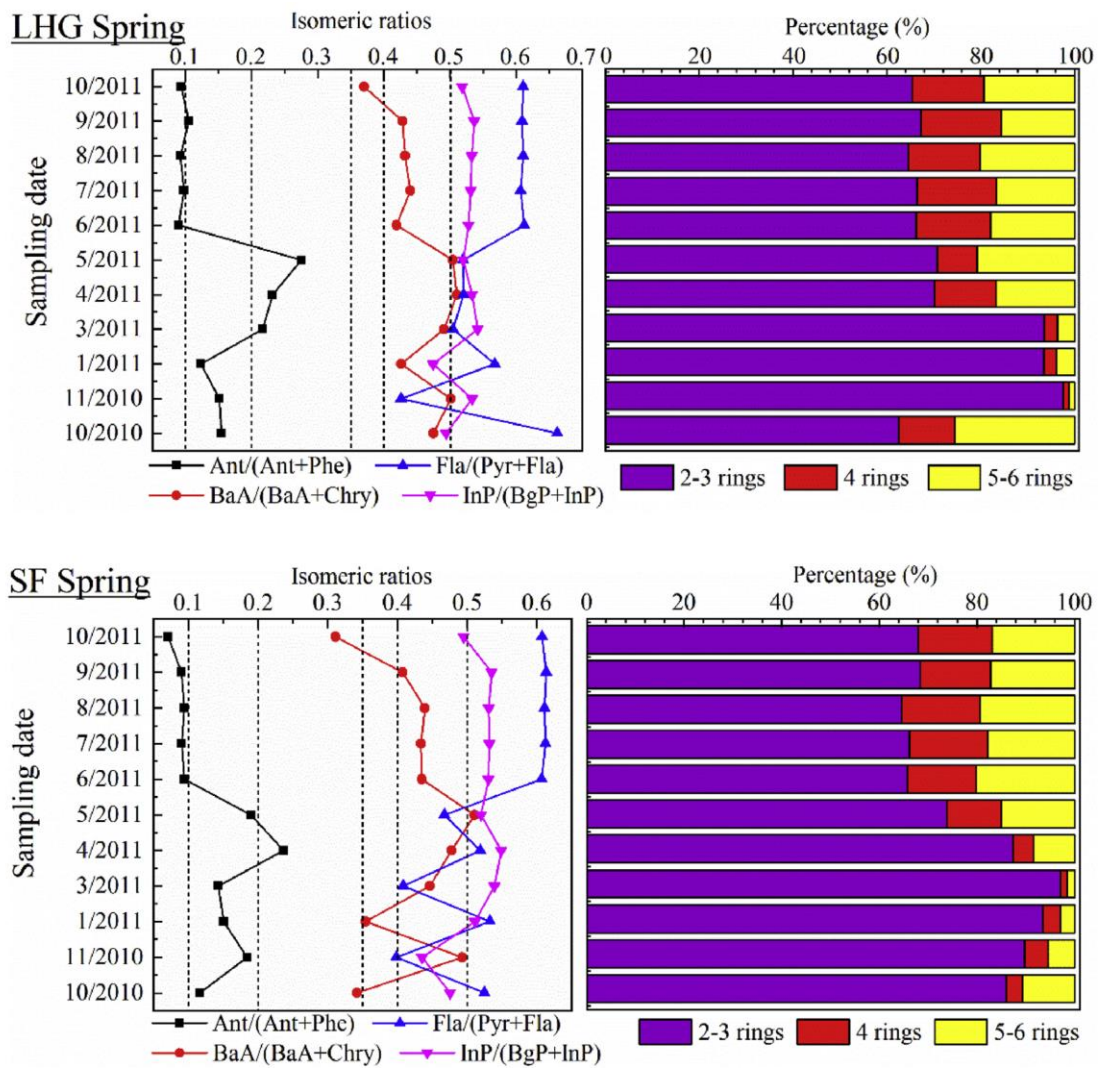 LHG Spring
Isomeric ratios
Percentage (%)
0.1 0.2 0.3 0.4 0.5 0.6 0.7
0 20 40 60 80 100
Sampling date
10/2011
9/2011
8/2011
7/2011
6/2011
5/2011
4/2011
3/2011
1/2011
11/2010
10/2010
Ant/(Ant+Phe) Fla/(Pyr+Fla)
BaA/(BaA+Chry) InP/(BgP+InP)
2-3 rings 4 rings 5-6 rings
SF Spring
Isomeric ratios
Percentage (%)
0.1 0.2 0.3 0.4 0.5 0.6
0 20 40 60 80 100
Sampling date
10/2011
9/2011
8/2011
7/2011
6/2011
5/2011
4/2011
3/2011
1/2011
11/2010
10/2010
Ant/(Ant+Phe) Fla/(Pyr+Fla)
BaA/(BaA+Chry) InP/(BgP+InP)
2-3 rings 4 rings 5-6 rings